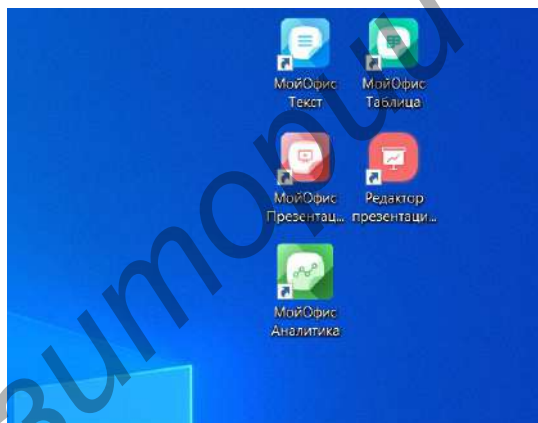 МойОфис
Текст
МойОфис
Таблица
МойОфис
Презентац...
Редактор
презентаци...
МойОфис
Аналитика